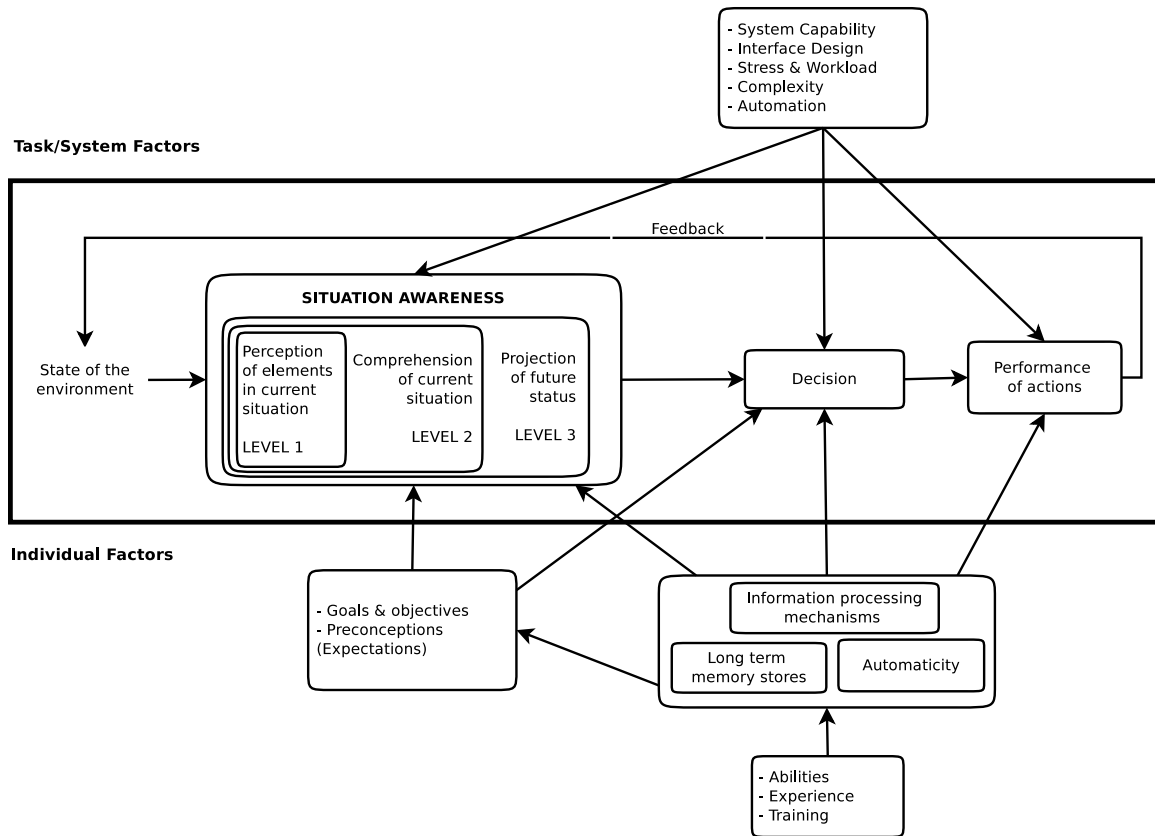 - System Capability
- Interface Design
- Stress & Workload
- Complexity
- Automation
Task/System Factors
Feedback
State of the
environment
SITUATION AWARENESS
Perception
of elements
in current
situation
LEVEL 1
Comprehension
of current
situation
LEVEL 2
Projection
of future
status
LEVEL 3
Decision
Performance
of actions
Individual Factors
- Goals & objectives
- Preconceptions
(Expectations)
Information processing
mechanisms
Long term
memory stores
Automaticity
- Abilities
- Experience
- Training